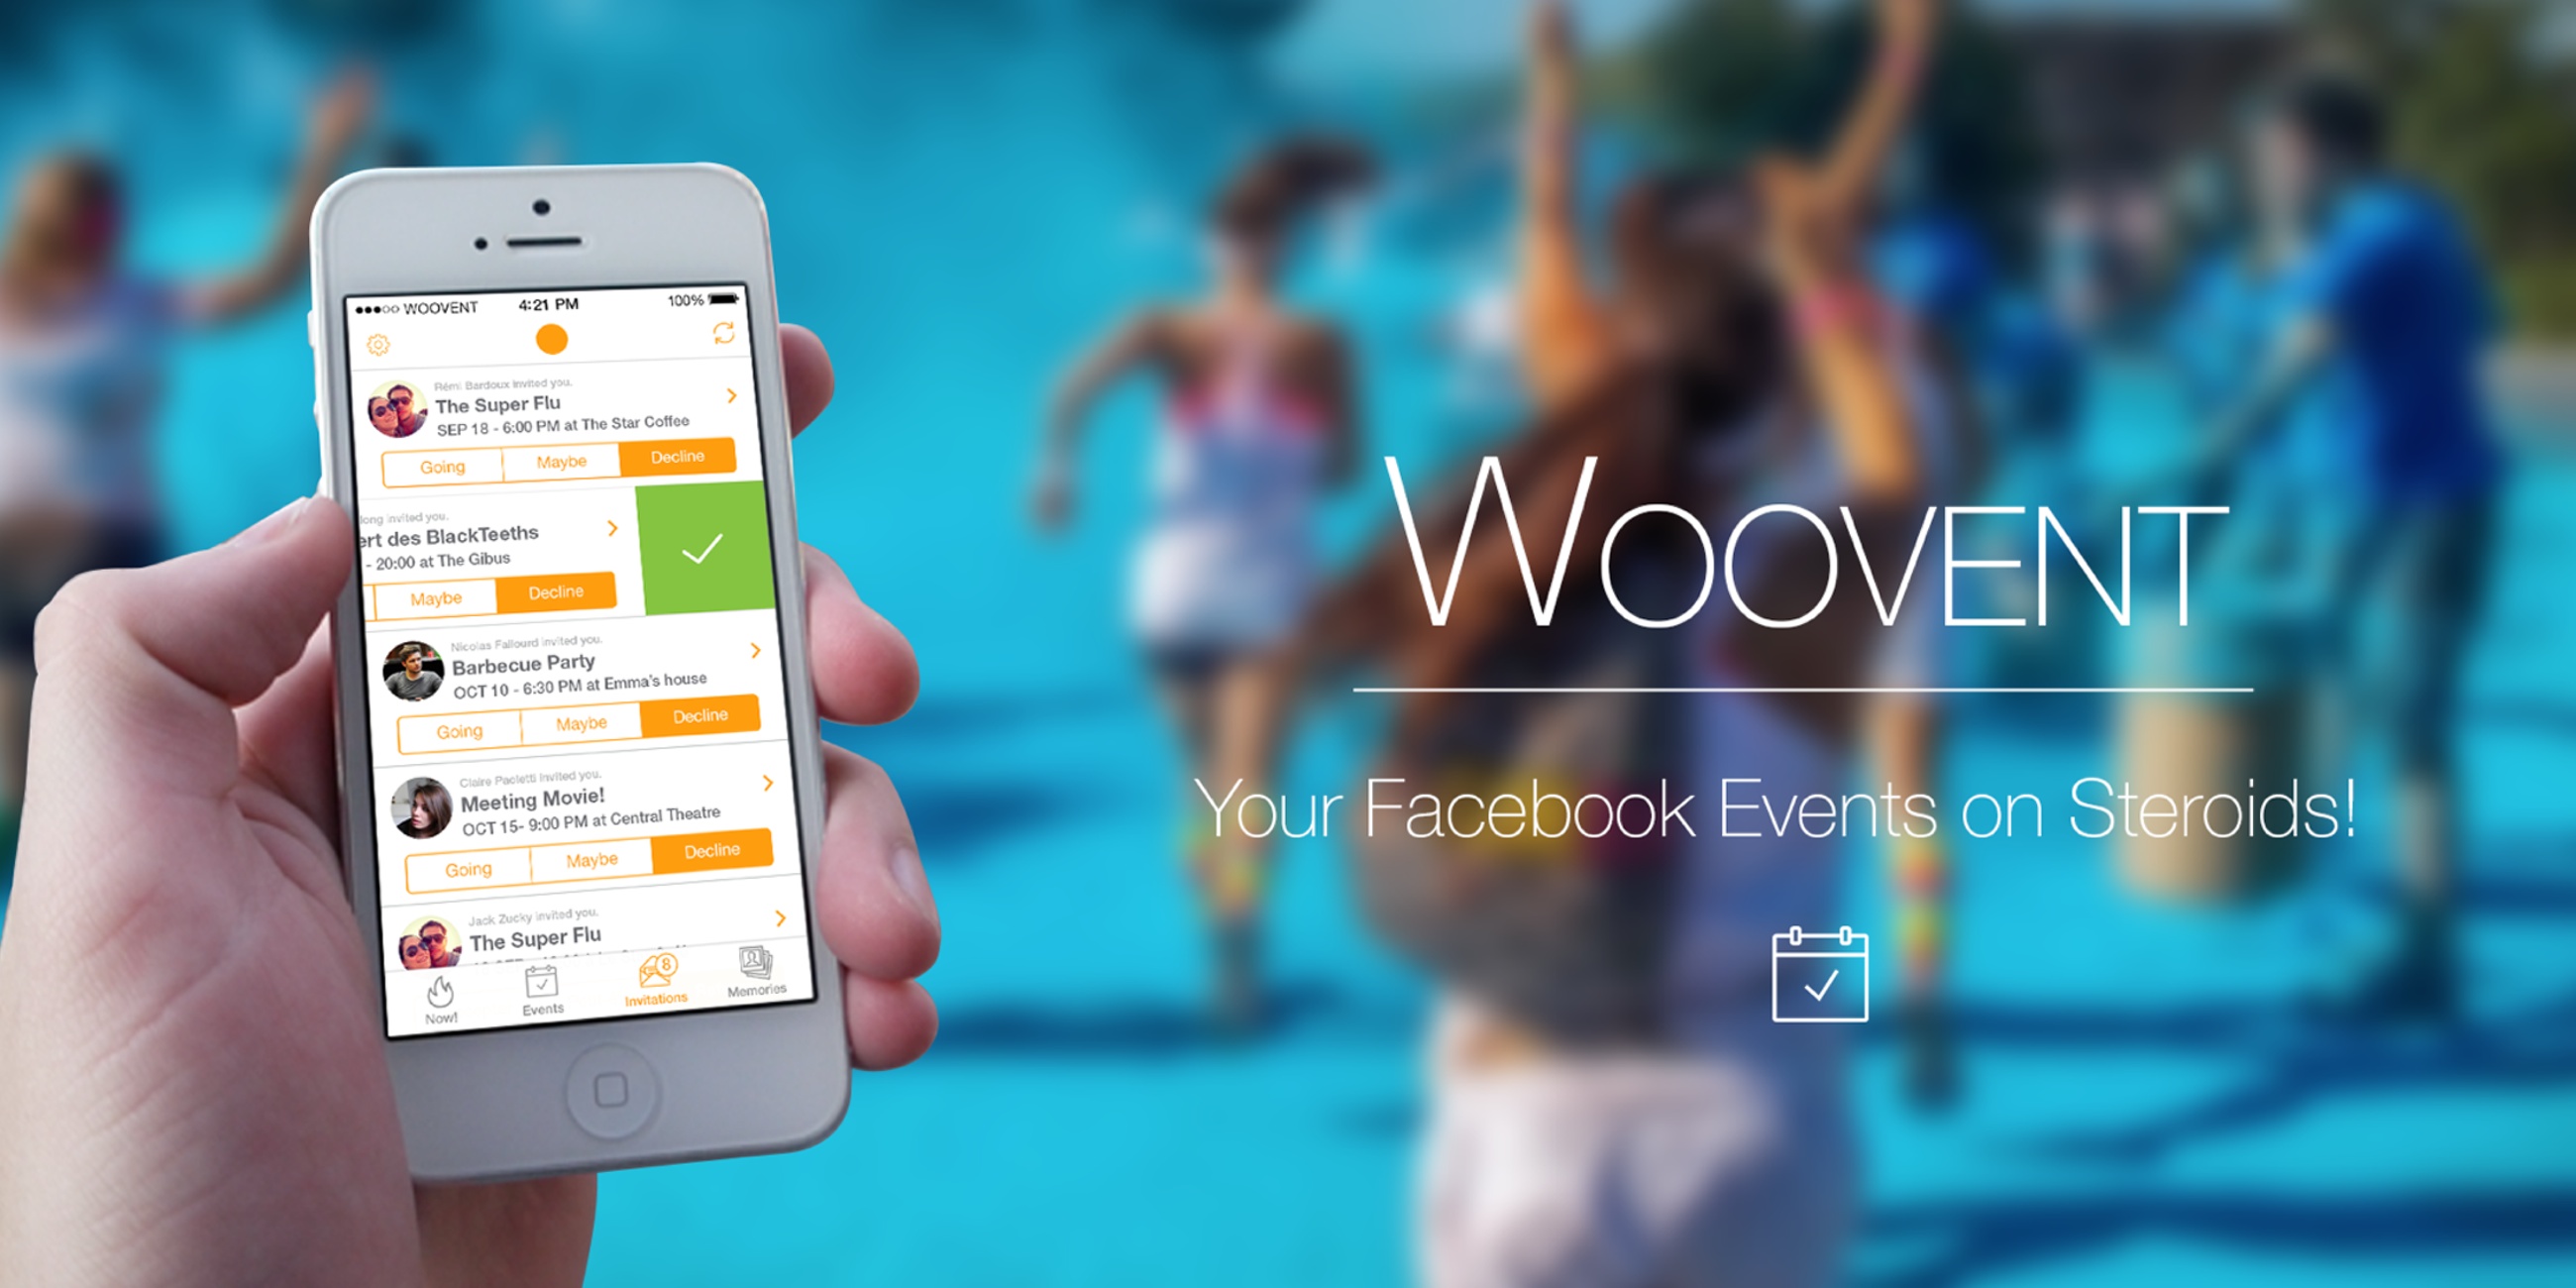 WOOVENT 4:21 PM 100%
Rémi Bardoux invited you.
The Super Flu
SEP 18 - 6:00 PM at The Star Coffee
Going Maybe Decline
long invited you.
ert des BlackTeeths
- 20:00 at The Gibus
Maybe Decline
Nicolas Fallourd invited you.
Barbecue Party
OCT 10 - 6:30 PM at Emma's house
Going Maybe Decline
Claire Paoletti invited you.
Meeting Movie!
OCT 15- 9:00 PM at Central Theatre
Going Maybe Decline
Jack Zucky invited you.
The Super Flu
8
Now! Events Invitations Memories
WOOVENT
Your Facebook Events on Steroids!